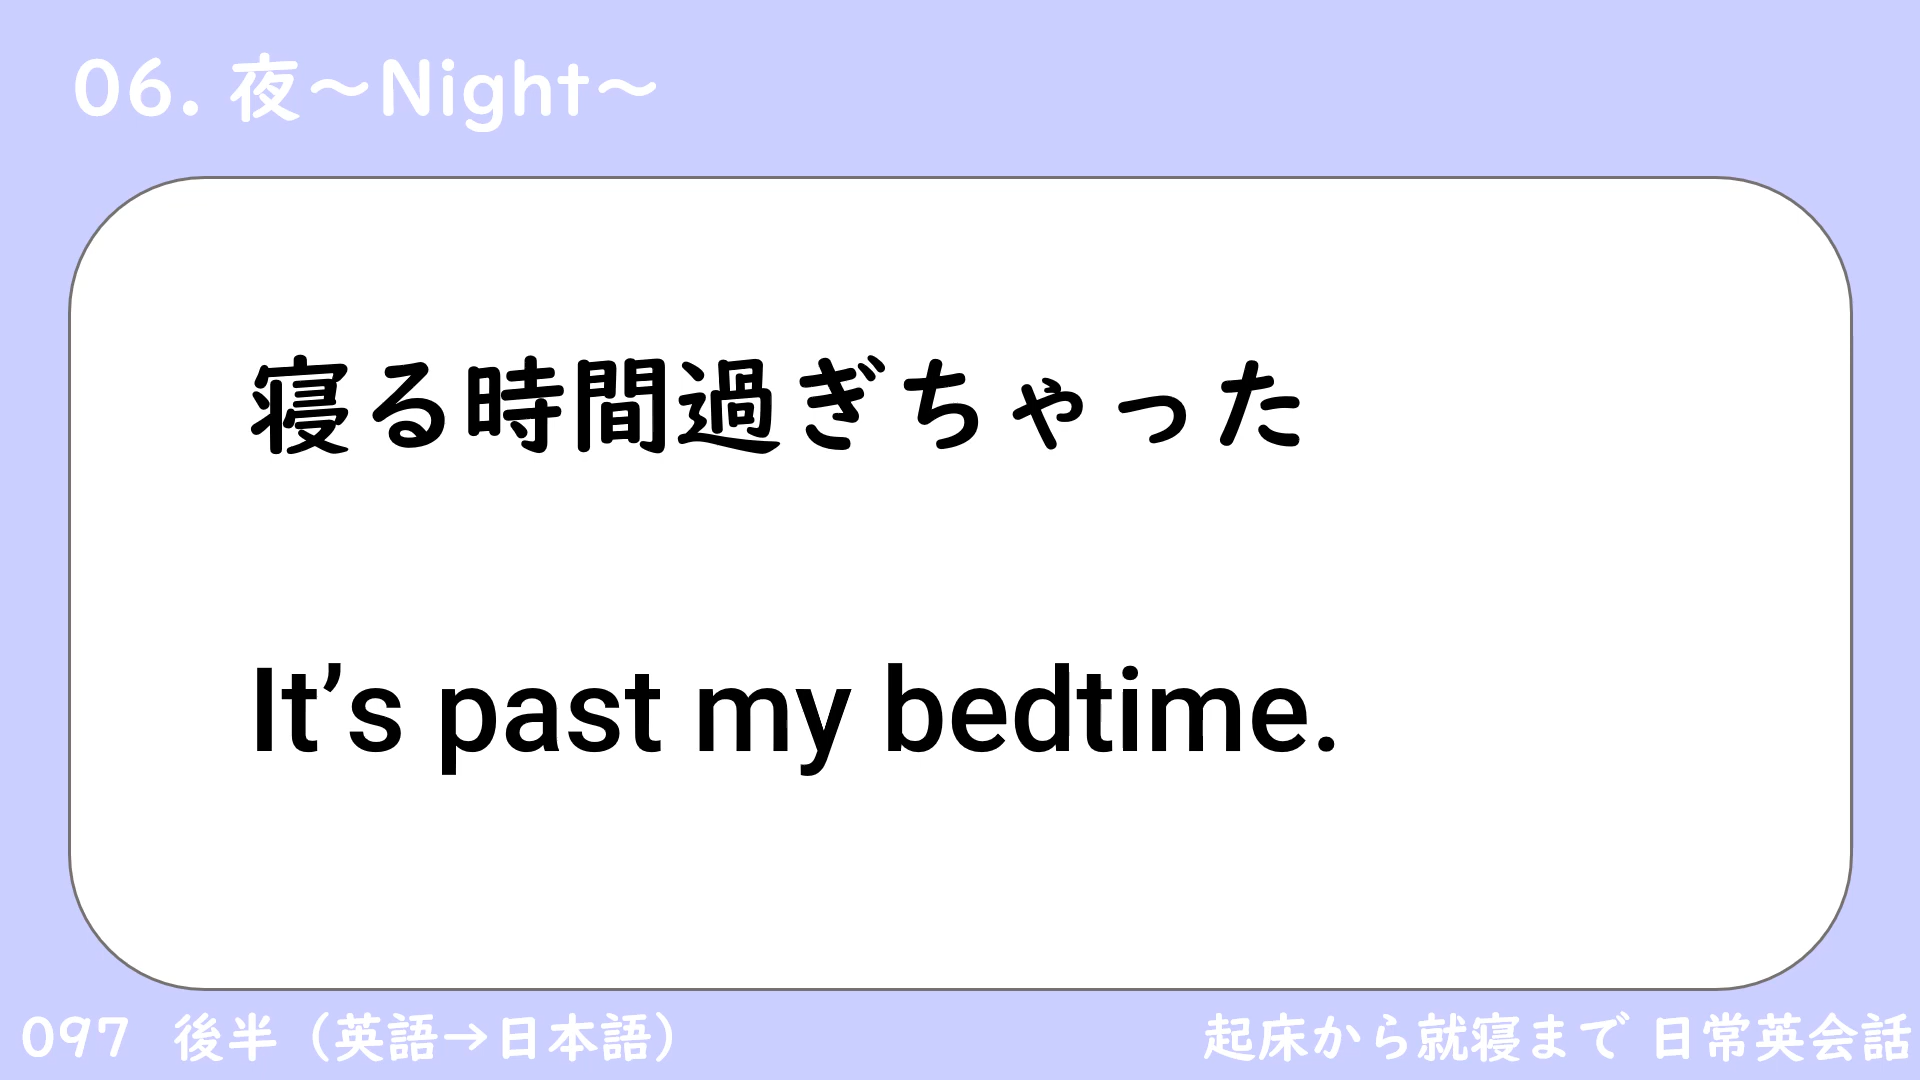 06. 夜～Night～
寝る時間過ぎちゃった
It’s past my bedtime.
097 後半（英語→日本語）
起床から就寝まで 日常英会話